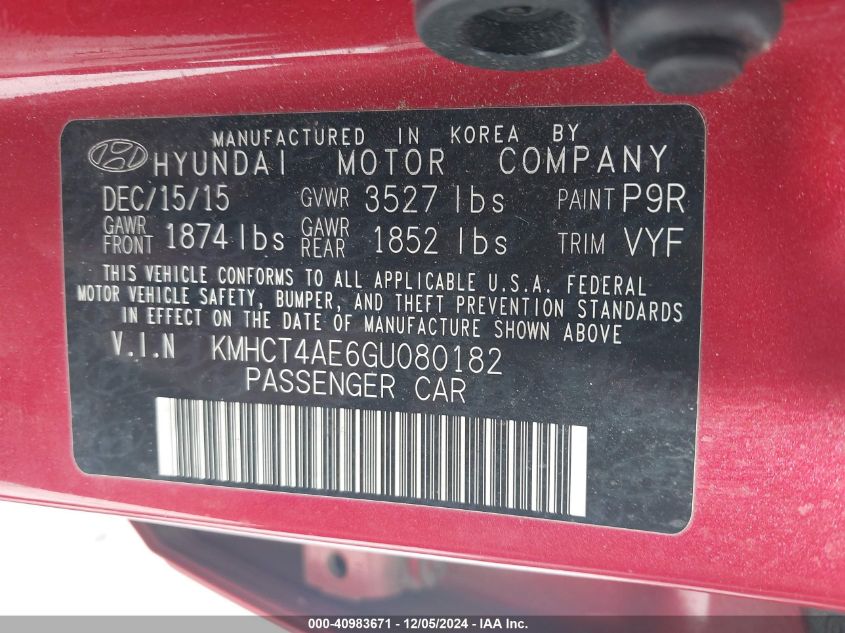 MANUFACTURED IN KOREA BY
HYUNDAI MOTOR COMPANY
DEC/15/15 GVWR 3527 lbs PAINT P9R
GAWR FRONT 1874 lbs GAWR REAR 1852 lbs TRIM VYF
THIS VEHICLE CONFORMS TO ALL APPLICABLE U.S.A. FEDERAL
MOTOR VEHICLE SAFETY, BUMPER, AND THEFT PREVENTION STANDARDS
IN EFFECT ON THE DATE OF MANUFACTURE SHOWN ABOVE
V.I.N KMHCT4AE6GU080182
PASSENGER CAR
000-40983671 - 12/05/2024 - IAA Inc.